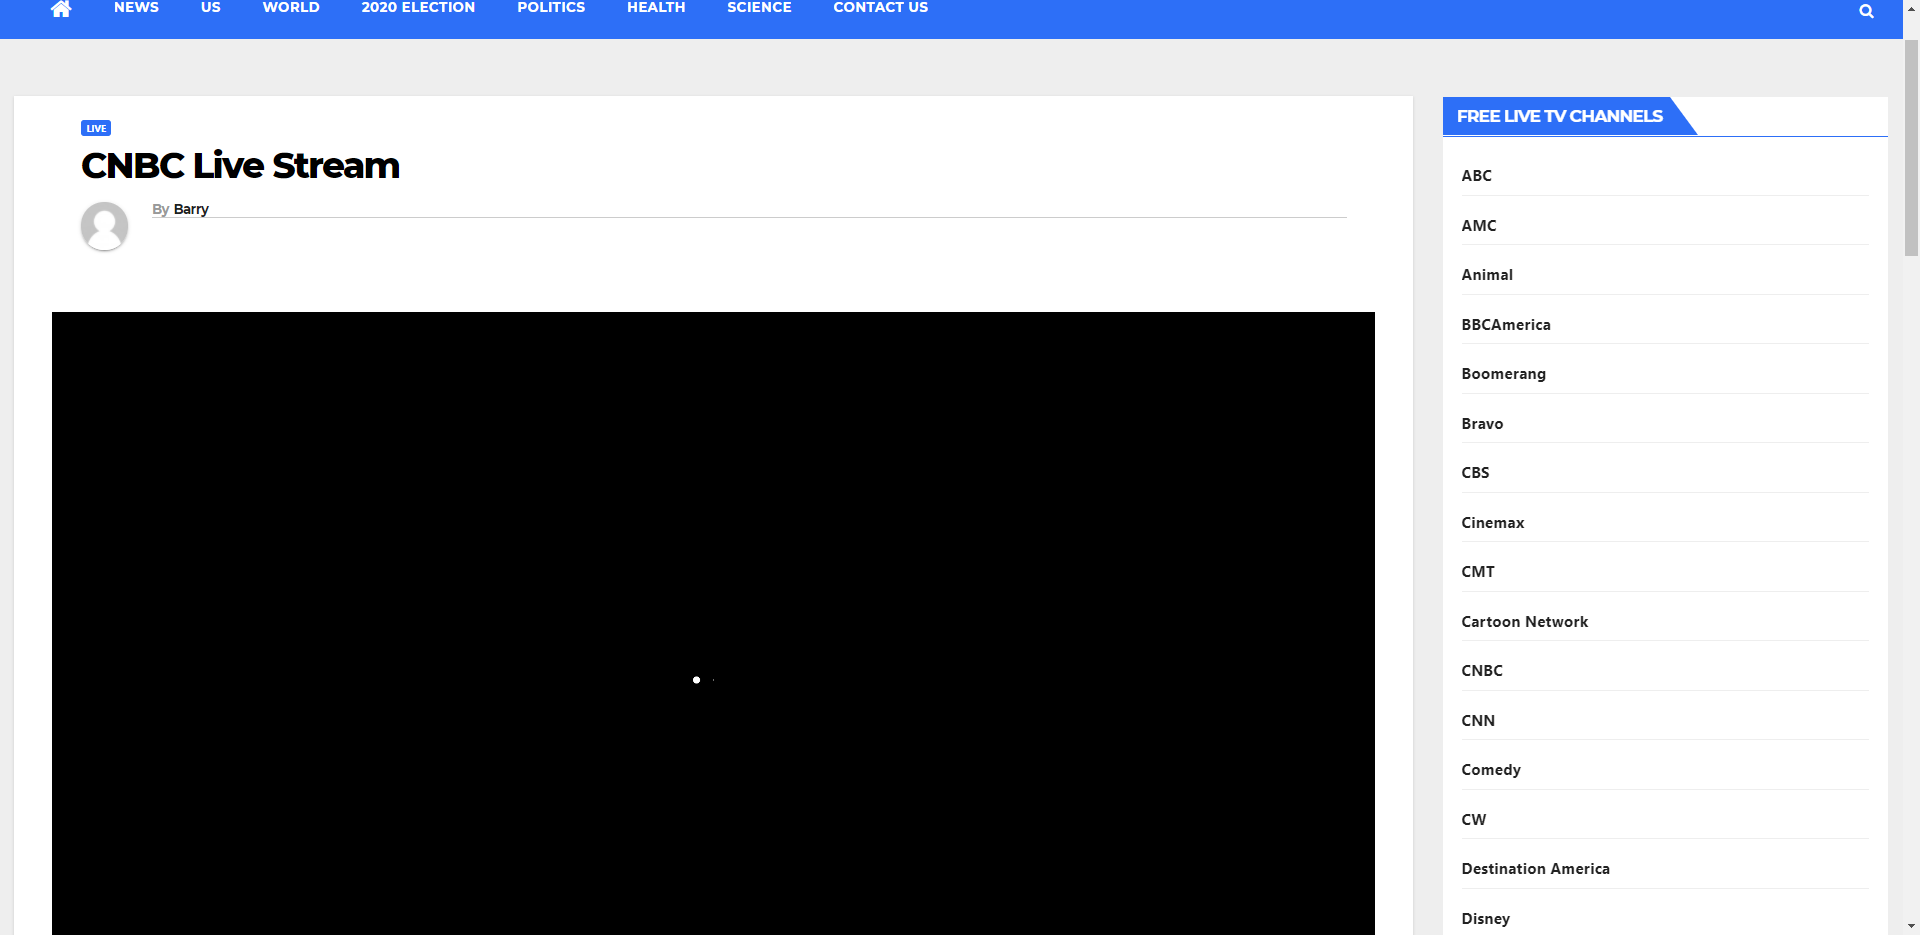 NEWS US WORLD 2020 ELECTION POLITICS HEALTH SCIENCE CONTACT US
LIVE
CNBC Live Stream
By Barry
FREE LIVE TV CHANNELS
ABC
AMC
Animal
BBCAmerica
Boomerang
Bravo
CBS
Cinemax
CMT
Cartoon Network
CNBC
CNN
Comedy
CW
Destination America
Disney